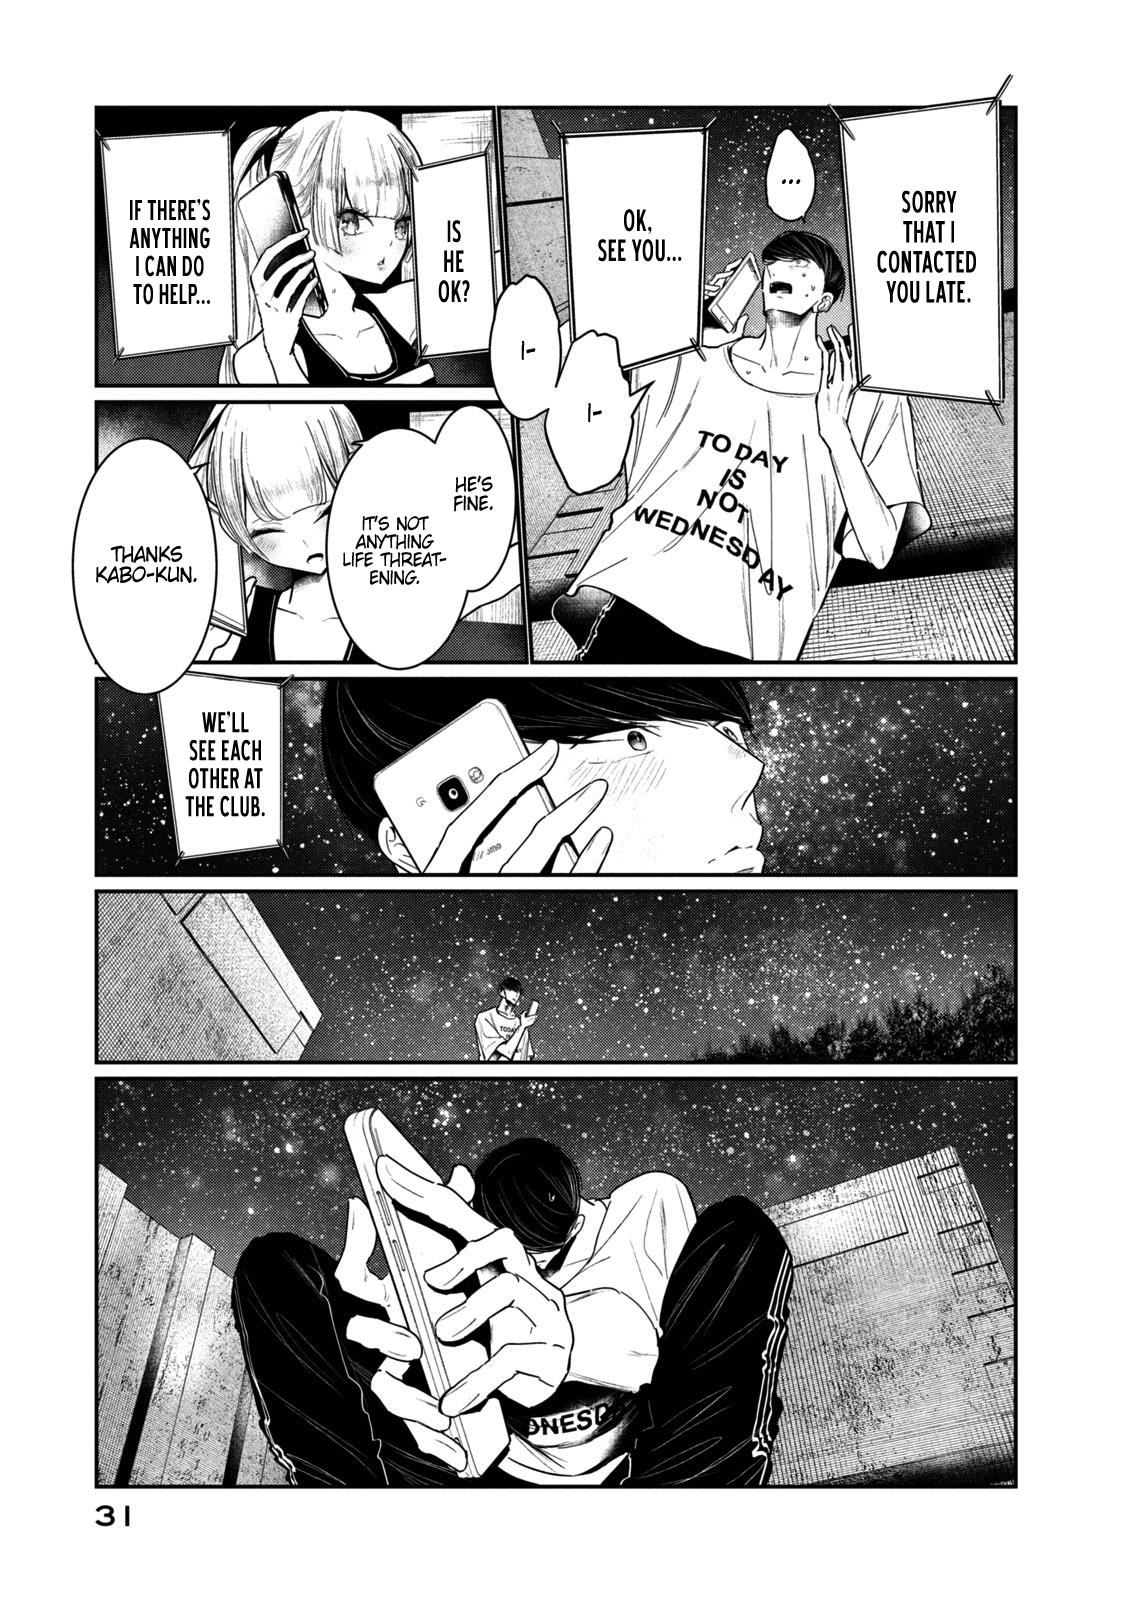 SORRY
THAT I
CONTACTED
YOU LATE.
...
OK,
SEE YOU...
I-
I-
TODAY
IS
NOT
WEDNESDAY
IS
HE
OK?
IF THERE'S
ANYTHING
I CAN DO
TO HELP...
HE'S
FINE.
IT'S NOT
ANYTHING
LIFE THREAT-
ENING.
THANKS
KABO-KUN.
WE'LL
SEE EACH
OTHER AT
THE CLUB.
TODAY
DNESD
31